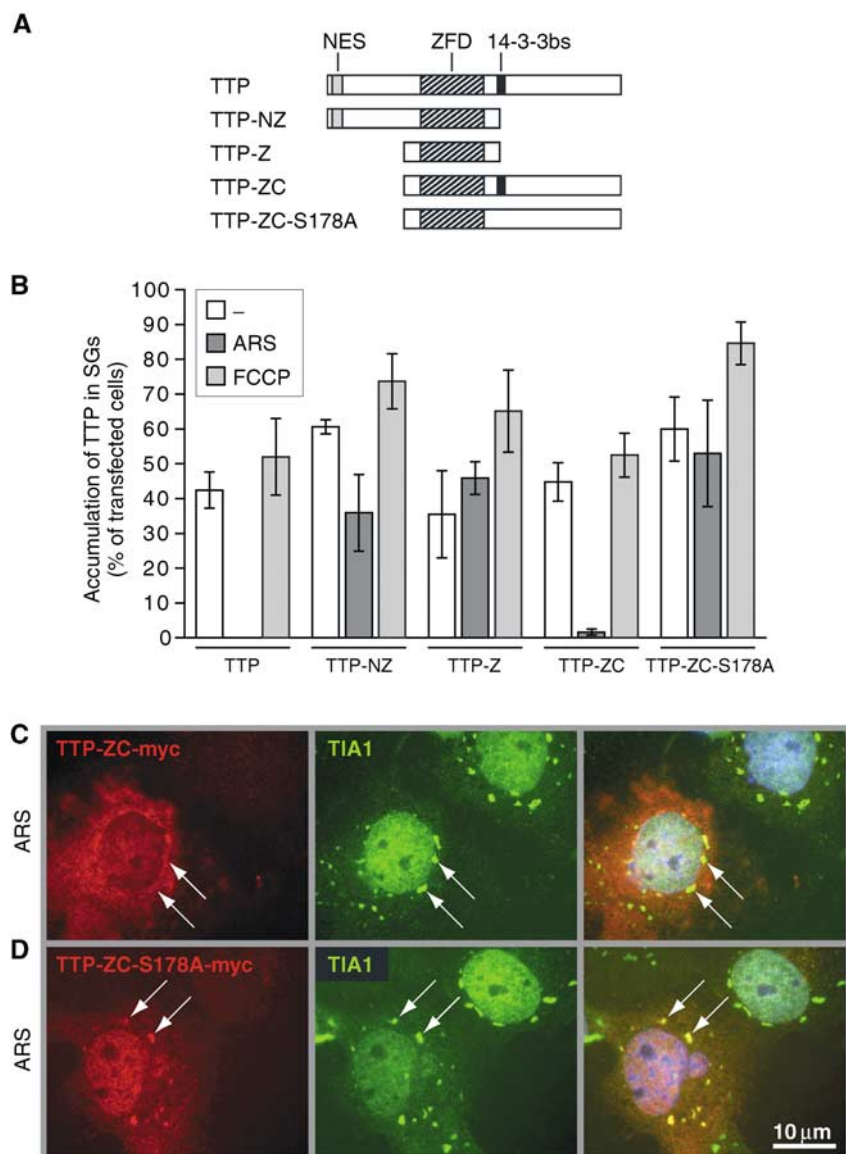 A
NES ZFD 14-3-3bs
TTP
TTP-NZ
TTP-Z
TTP-ZC
TTP-ZC-S178A
B
Accumulation of TTP in SGs
(% of transfected cells)
100
90
80
70
60
50
40
30
20
10
0
–
ARS
FCCP
TTP TTP-NZ TTP-Z TTP-ZC TTP-ZC-S178A
C
ARS
TTP-ZC-myc TIA1
D
ARS
TTP-ZC-S178A-myc TIA1
10 μm